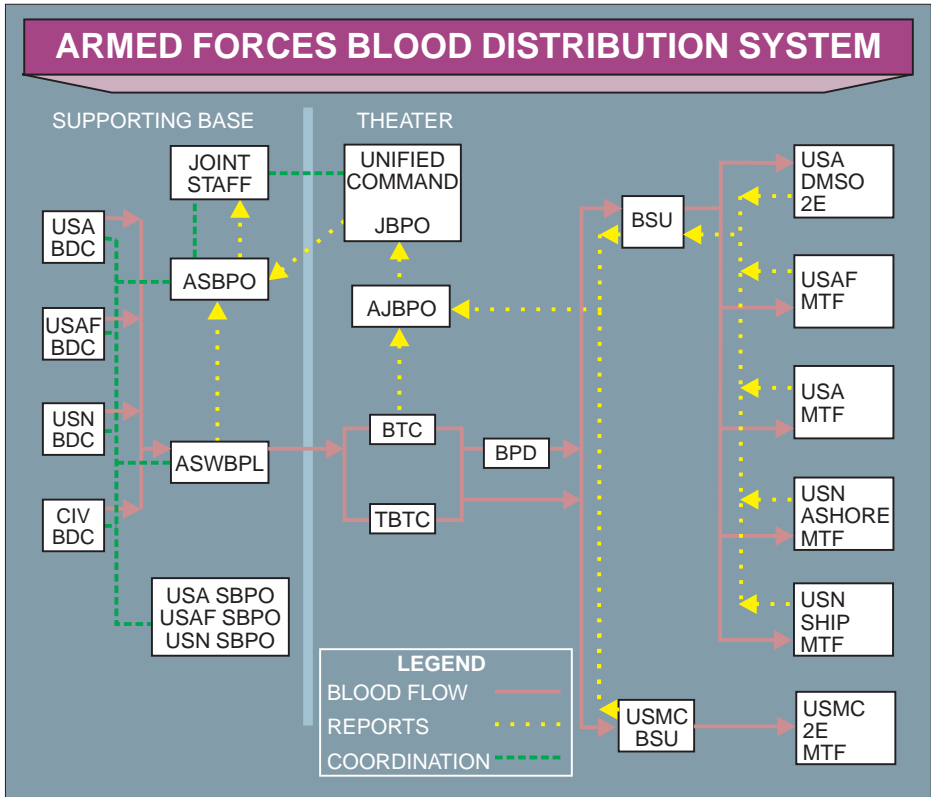 ARMED FORCES BLOOD DISTRIBUTION SYSTEM
SUPPORTING BASE
THEATER
JOINT
STAFF
UNIFIED
COMMAND
JBPO
USA
BDC
ASBPO
USAF
BDC
AJBPO
USN
BDC
ASWBPL
BTC
BPD
CIV
BDC
TBTC
USA SBPO
USAF SBPO
USN SBPO
BSU
USA
DMSO
2E
USAF
MTF
USA
MTF
USN
ASHORE
MTF
USN
SHIP
MTF
USMC
BSU
USMC
2E
MTF
LEGEND
BLOOD FLOW
REPORTS
COORDINATION